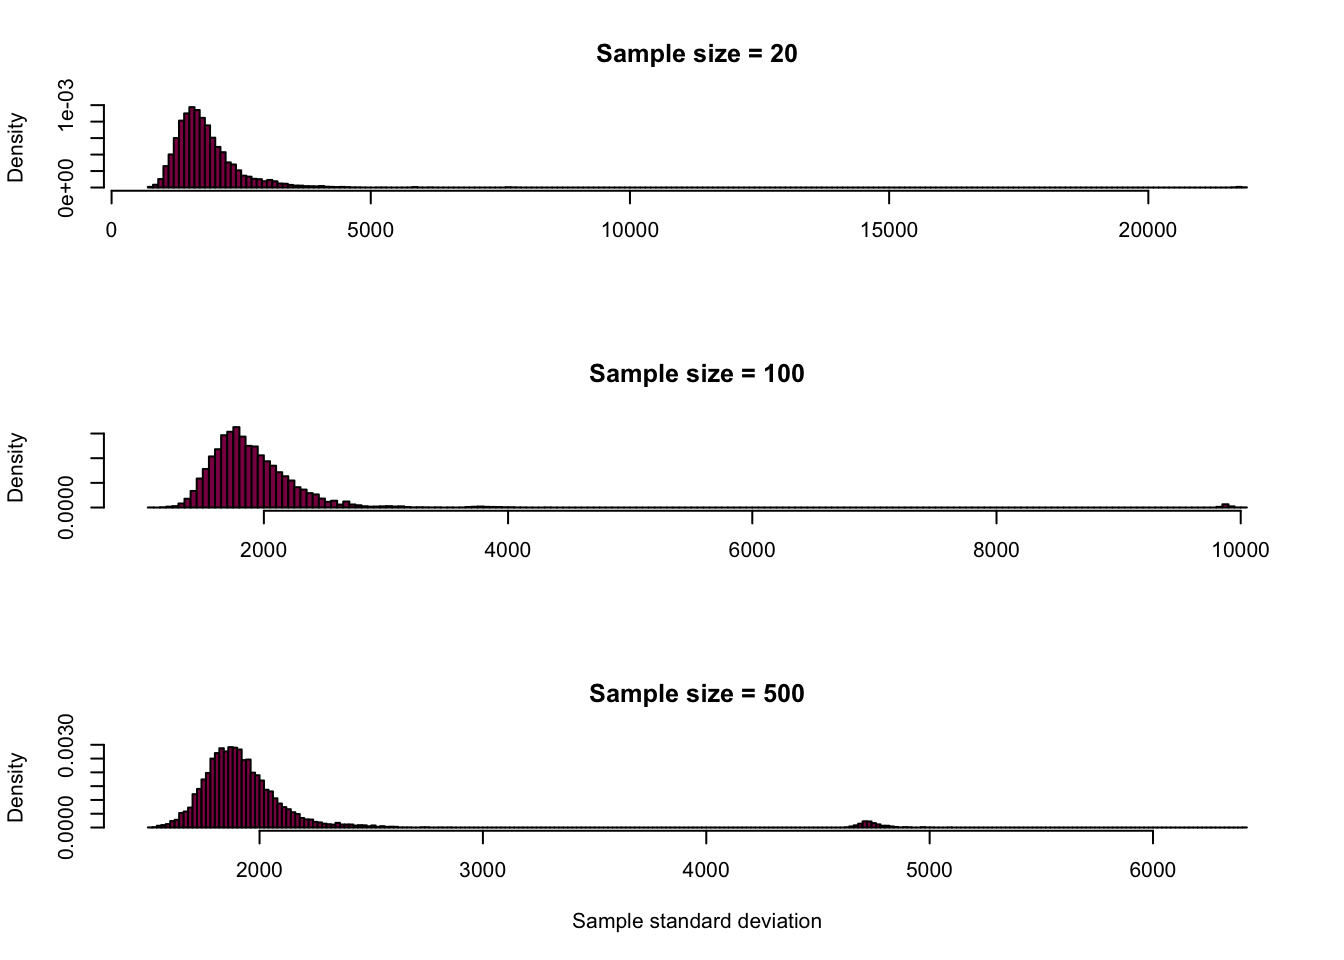 Sample size = 20
Density
0e+00 1e-03
0 5000 10000 15000 20000
Sample size = 100
Density
0.0000
2000 4000 6000 8000 10000
Sample size = 500
Density
0.0000 0.0030
2000 3000 4000 5000 6000
Sample standard deviation